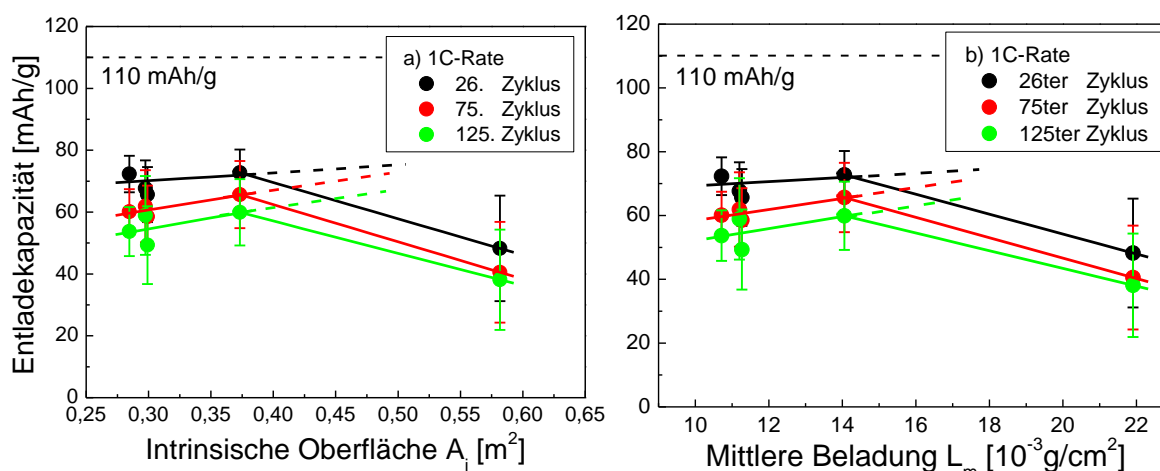 120
100
80
60
40
20
0
Entladekapazität [mAh/g]
110 mAh/g
a) 1C-Rate
26. Zyklus
75. Zyklus
125. Zyklus
0,25 0,30 0,35 0,40 0,45 0,50 0,55 0,60 0,65
Intrinsische Oberfläche A_i [m²]
120
100
80
60
40
20
0
110 mAh/g
b) 1C-Rate
26ter Zyklus
75ter Zyklus
125ter Zyklus
10 12 14 16 18 20 22
Mittlere Beladung L_m [10⁻³g/cm²]